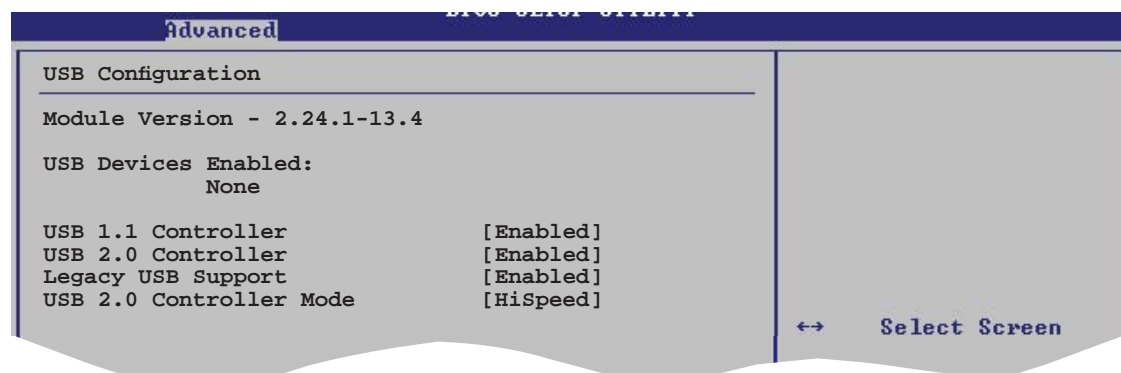 Advanced
USB Configuration
Module Version - 2.24.1-13.4
USB Devices Enabled:
None
USB 1.1 Controller [Enabled]
USB 2.0 Controller [Enabled]
Legacy USB Support [Enabled]
USB 2.0 Controller Mode [HiSpeed]
↔ Select Screen